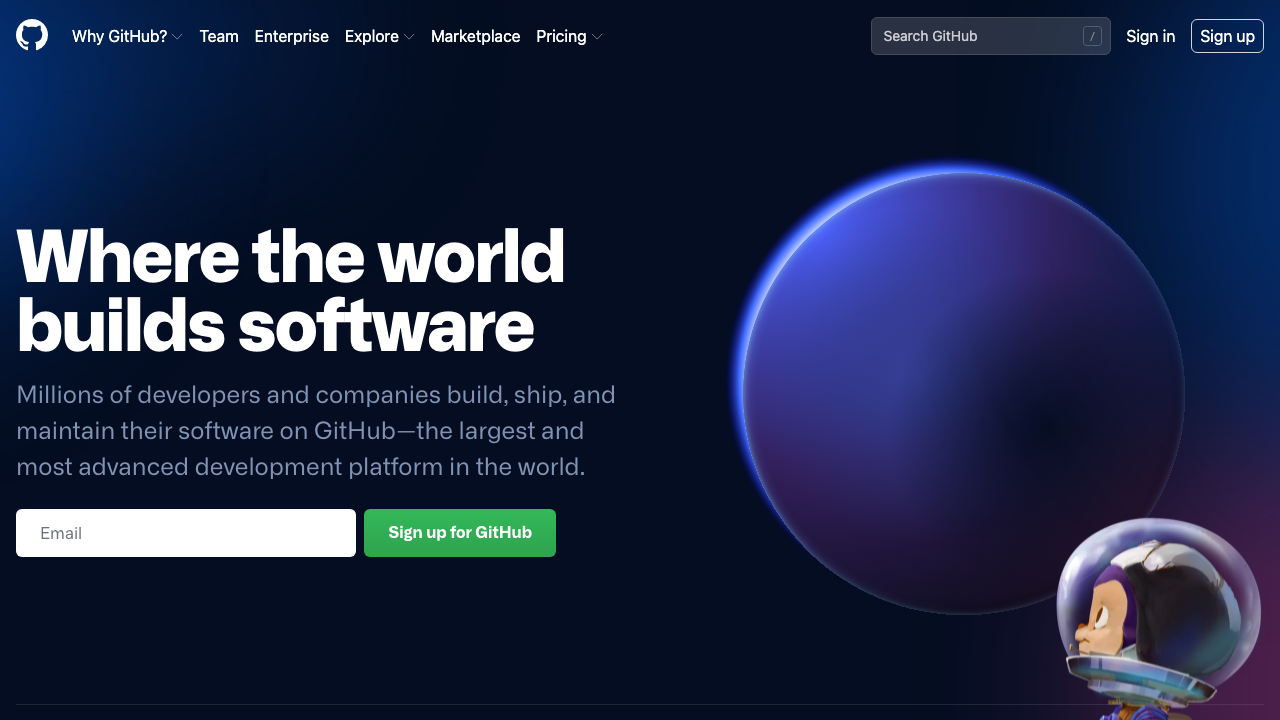 Why GitHub? Team Enterprise Explore Marketplace Pricing Search GitHub / Sign in Sign up
Where the world
builds software
Millions of developers and companies build, ship, and
maintain their software on GitHub—the largest and
most advanced development platform in the world.
Email Sign up for GitHub